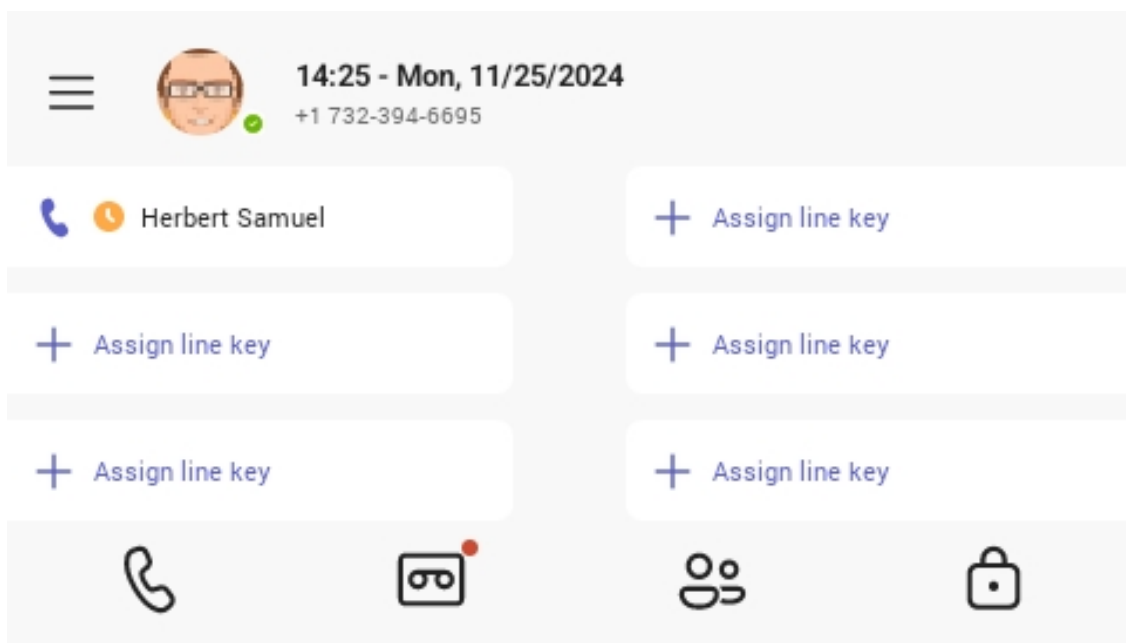 14:25 - Mon, 11/25/2024
+1 732-394-6695
Herbert Samuel
Assign line key
Assign line key
Assign line key
Assign line key
Assign line key